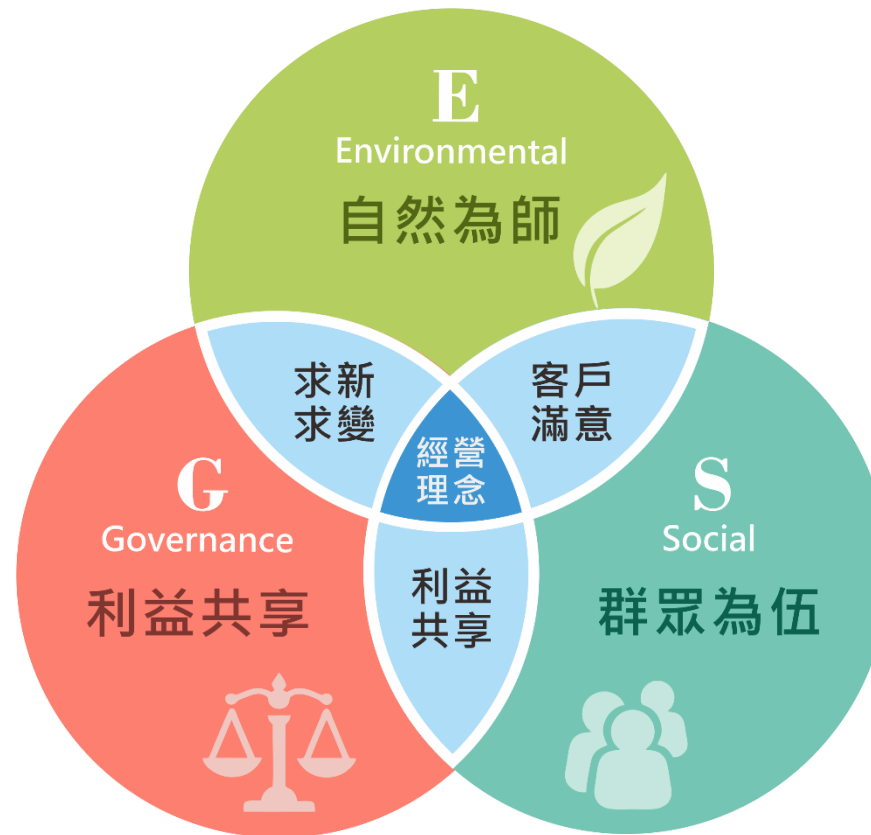 E
Environmental
自然為師
求新
求變
客戶
滿意
經營
理念
G
Governance
利益共享
S
Social
群眾為伍
利益
共享